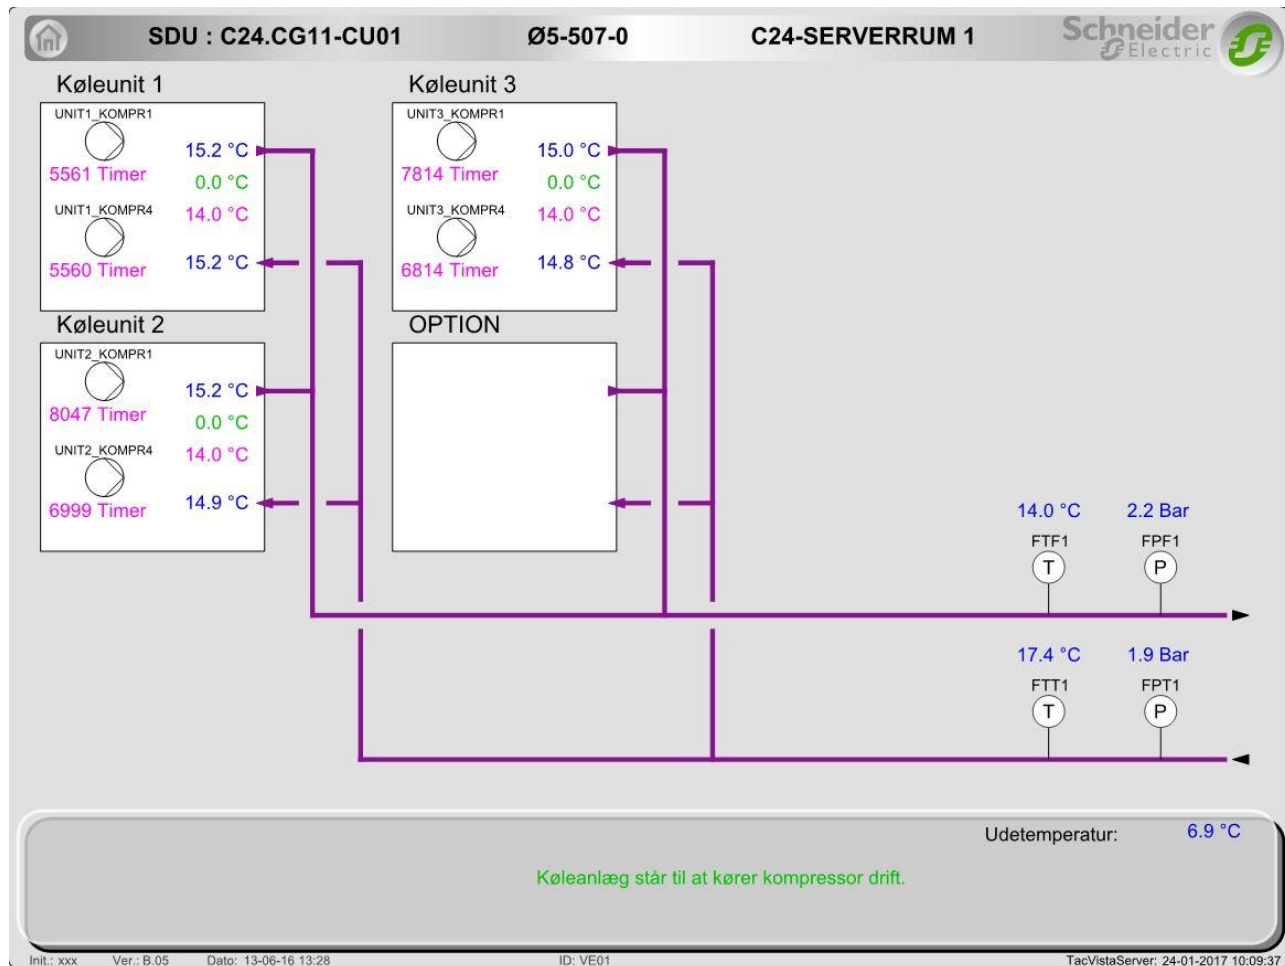 SDU : C24.CG11-CU01 Ø5-507-0 C24-SERVERRUM 1 Schneider Electric
Køleunit 1
UNIT1_KOMPR1
15.2 °C
5561 Timer
0.0 °C
UNIT1_KOMPR4
14.0 °C
5560 Timer
15.2 °C
Køleunit 3
UNIT3_KOMPR1
15.0 °C
7814 Timer
0.0 °C
UNIT3_KOMPR4
14.0 °C
6814 Timer
14.8 °C
Køleunit 2
UNIT2_KOMPR1
15.2 °C
8047 Timer
0.0 °C
UNIT2_KOMPR4
14.0 °C
6999 Timer
14.9 °C
OPTION
14.0 °C 2.2 Bar
FTF1 FPF1
T P
17.4 °C 1.9 Bar
FTT1 FPT1
T P
Udetemperatur: 6.9 °C
Køleanlæg står til at kører kompressor drift.
Init.: xxx Ver.: B.05 Dato: 13-06-16 13:28 ID: VE01 TacVistaServer: 24-01-2017 10:09:37